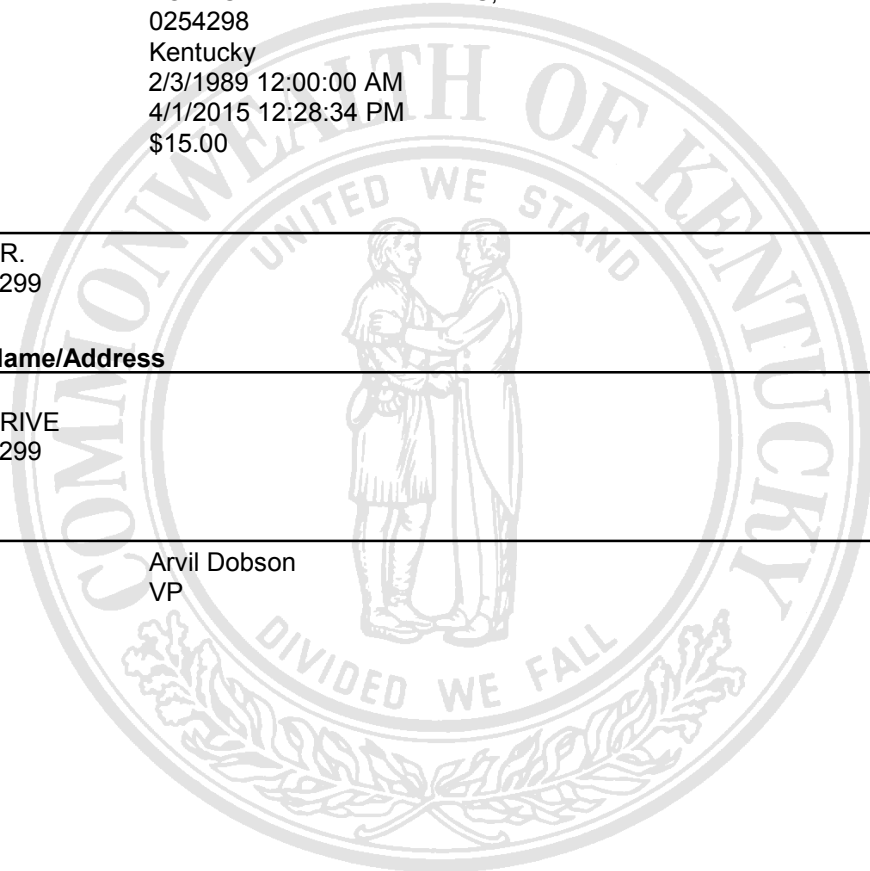 0254298
Kentucky
2/3/1989 12:00:00 AM
4/1/2015 12:28:34 PM
$15.00
R.
299
lame/Address
RIVE
299
Arvil Dobson
VP
COMMONWEALTH OF KENTUCKY
UNITED WE STAND
DIVIDED WE FALL